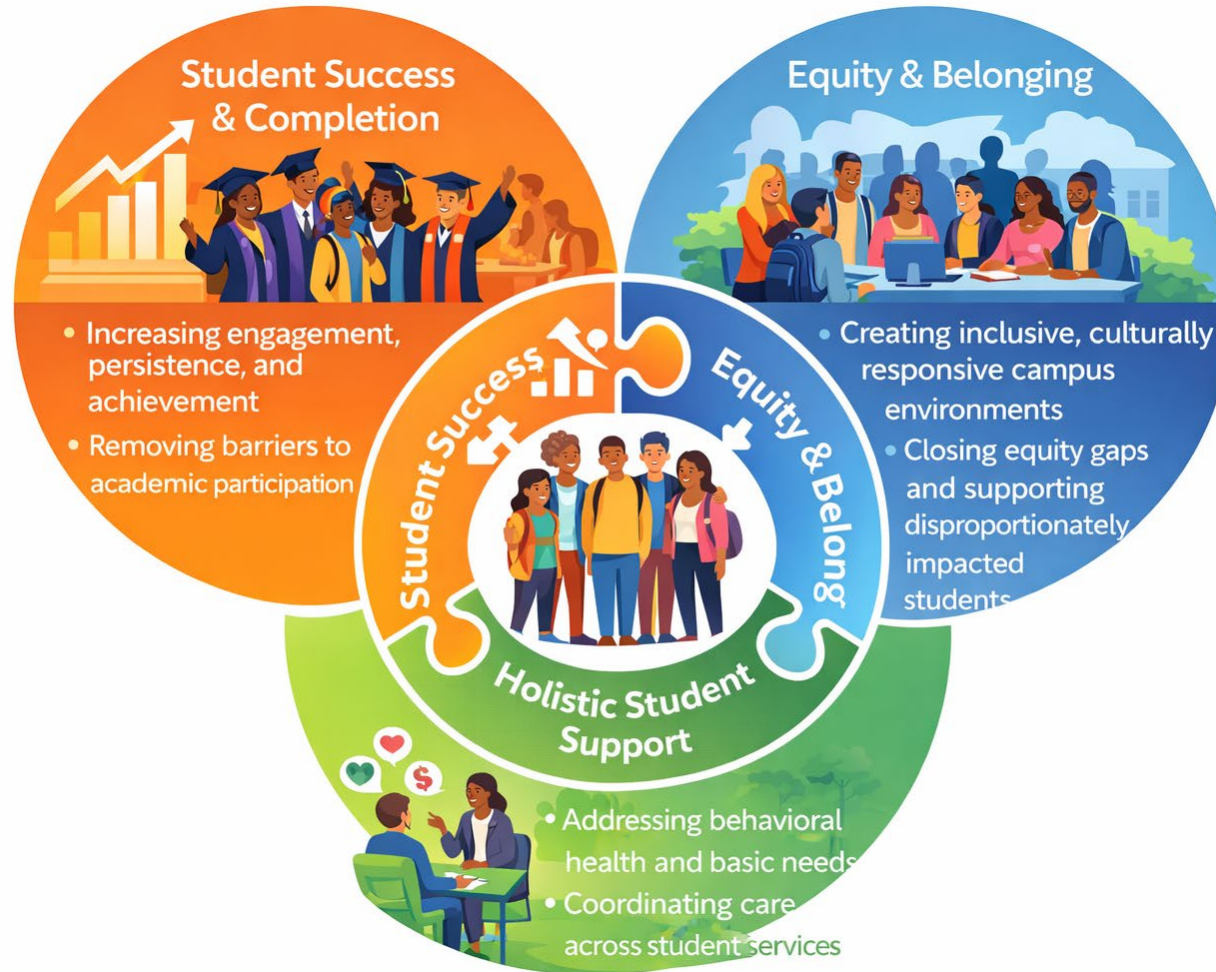 Student Success
& Completion
• Increasing engagement,
persistence, and
achievement
• Removing barriers to
academic participation
Equity & Belonging
• Creating inclusive, culturally
responsive campus
environments
• Closing equity gaps
and supporting
disproportionately
impacted
students
Student Success
Equity & Belong
Holistic Student
Support
$
• Addressing behavioral
health and basic needs
• Coordinating care
across student services